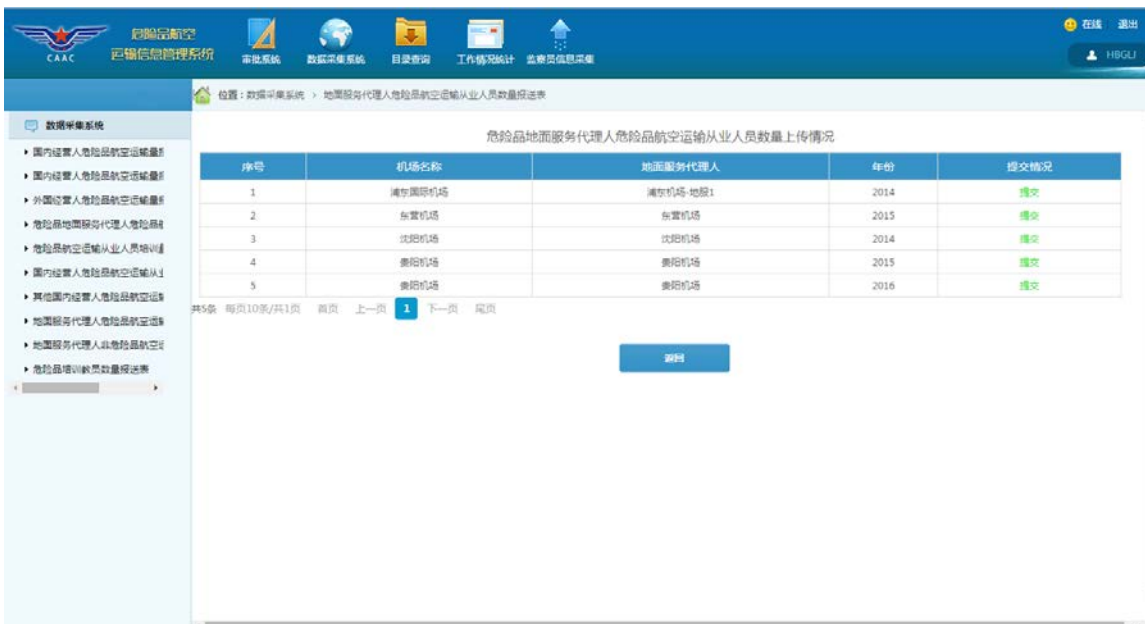 危险品航空
运输信息管理系统
CAAC
审批系统 数据采集系统 目录查询 工作情况统计 监察员信息采集
在线 退出
HBGLJ
位置：数据采集系统 › 地面服务代理人危险品航空运输从业人员数量报送表
数据采集系统
国内经营人危险品航空运输量
国内经营人危险品航空运输量
外国经营人危险品航空运输量
危险品地面服务代理人危险品
危险品航空运输从业人员培训
国内经营人危险品航空运输从
其他国内经营人危险品航空运
地面服务代理人危险品航空运
地面服务代理人非危险品航空
危险品培训教员数量报送表
危险品地面服务代理人危险品航空运输从业人员数量上传情况
序号 机场名称 地面服务代理人 年份 提交情况
1 浦东国际机场 浦东机场-地服1 2014 提交
2 东营机场 东营机场 2015 提交
3 沈阳机场 沈阳机场 2014 提交
4 贵阳机场 贵阳机场 2015 提交
5 贵阳机场 贵阳机场 2016 提交
共5条 每页10条/共1页 首页 上一页 1 下一页 尾页
返回